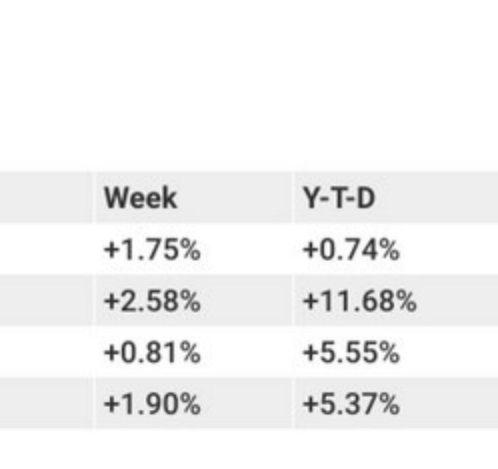 Week Y-T-D
+1.75% +0.74%
+2.58% +11.68%
+0.81% +5.55%
+1.90% +5.37%